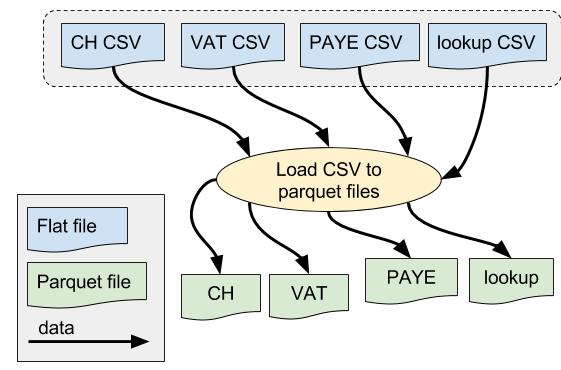 CH CSV
VAT CSV
PAYE CSV
lookup CSV
Load CSV to
parquet files
Flat file
Parquet file
data
CH
VAT
PAYE
lookup